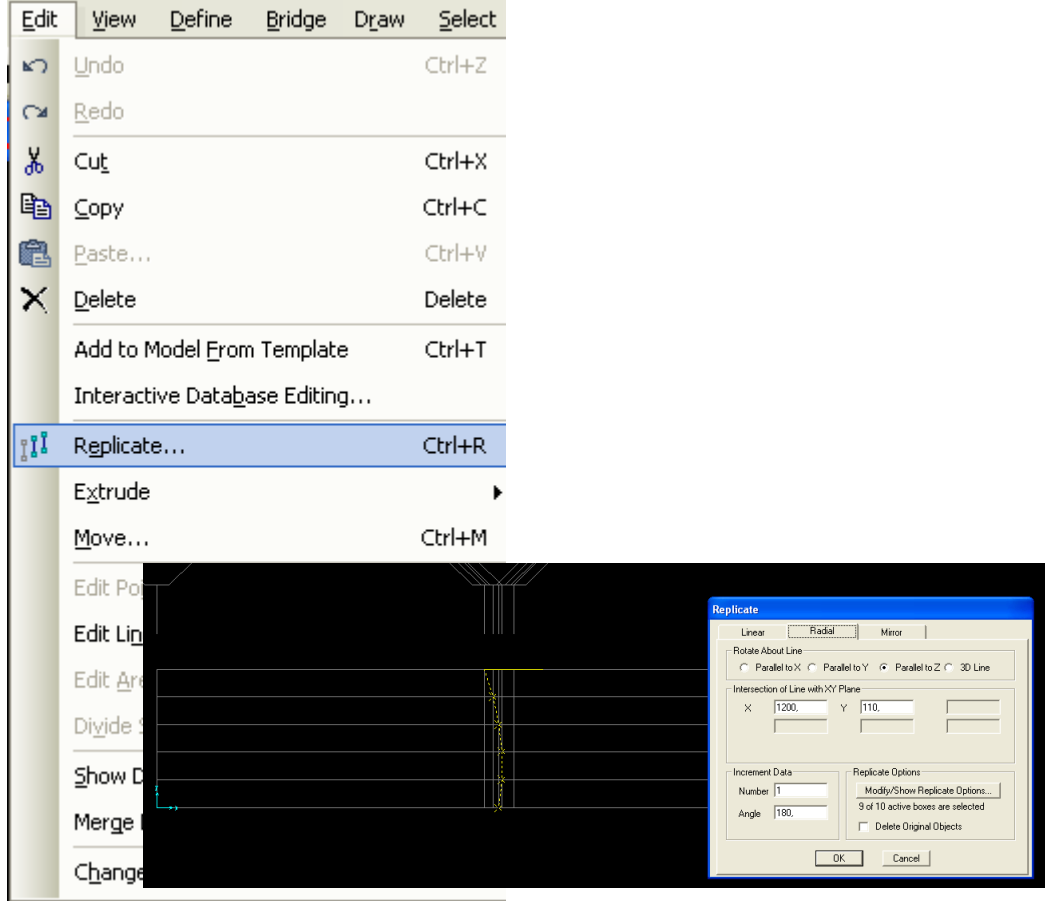 Edit View Define Bridge Draw Select
Undo Ctrl+Z
Redo
Cut Ctrl+X
Copy Ctrl+C
Paste... Ctrl+V
Delete Delete
Add to Model From Template Ctrl+T
Interactive Database Editing...
Replicate... Ctrl+R
Extrude
Move... Ctrl+M
Edit Poi
Edit Lin
Edit Are
Divide S
Show D
Merge
Change
Replicate
Linear Radial Mirror
Rotate About Line
Parallel to X Parallel to Y Parallel to Z 3D Line
Intersection of Line with XY Plane
X 1200, Y 110,
Increment Data Replicate Options
Number 1 Modify/Show Replicate Options...
9 of 10 active boxes are selected
Angle 180,
Delete Original Objects
OK Cancel